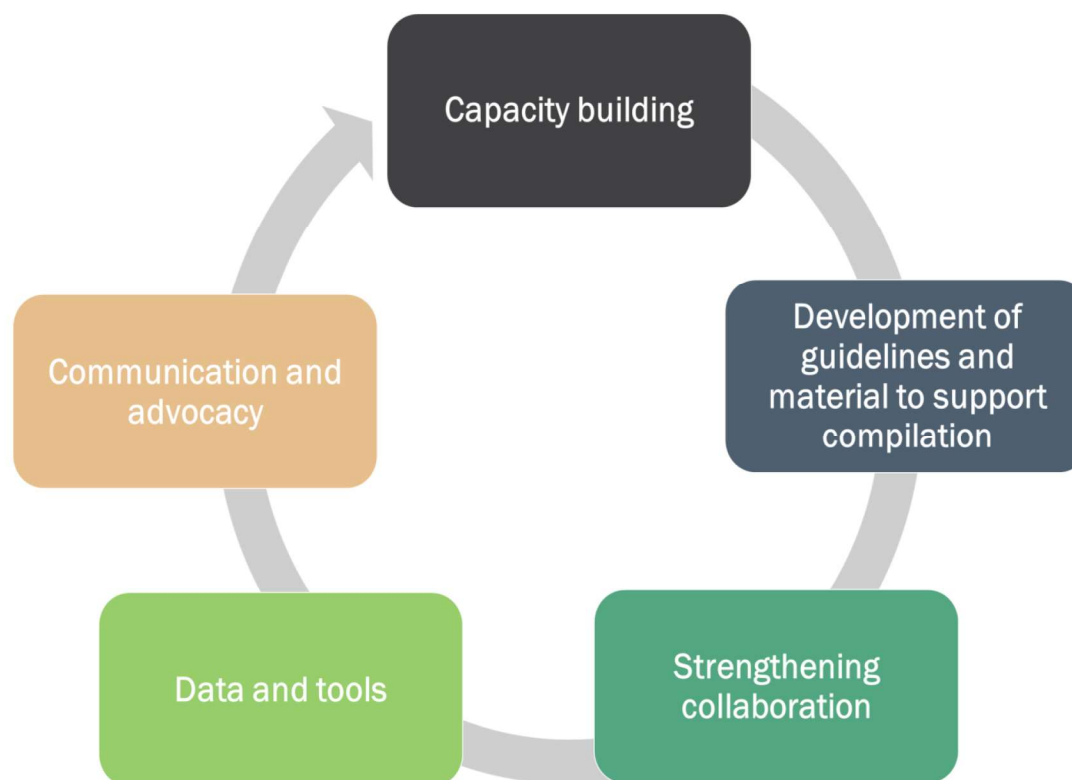 Capacity building
Development of
guidelines and
material to support
compilation
Strengthening
collaboration
Data and tools
Communication and
advocacy